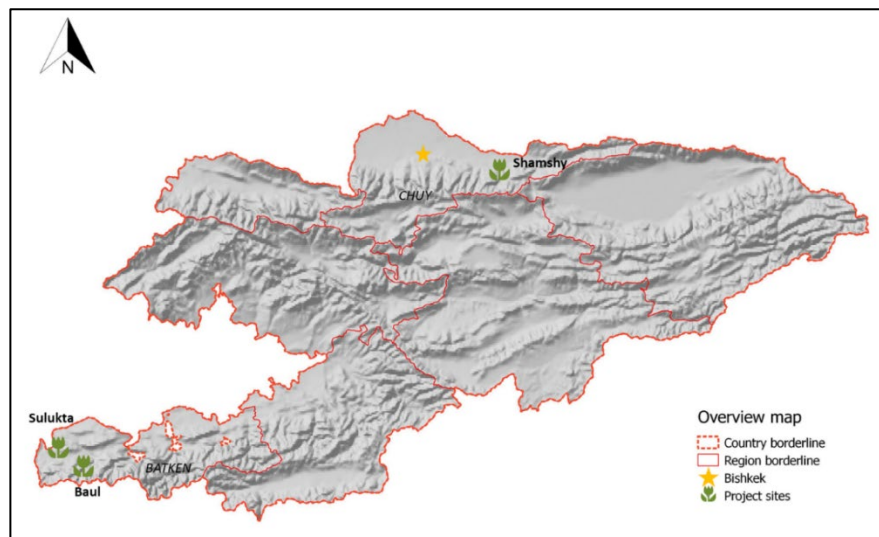 N
Shamshy
CHUY
Sulukta
BATKEN
Baul
Overview map
Country borderline
Region borderline
Bishkek
Project sites